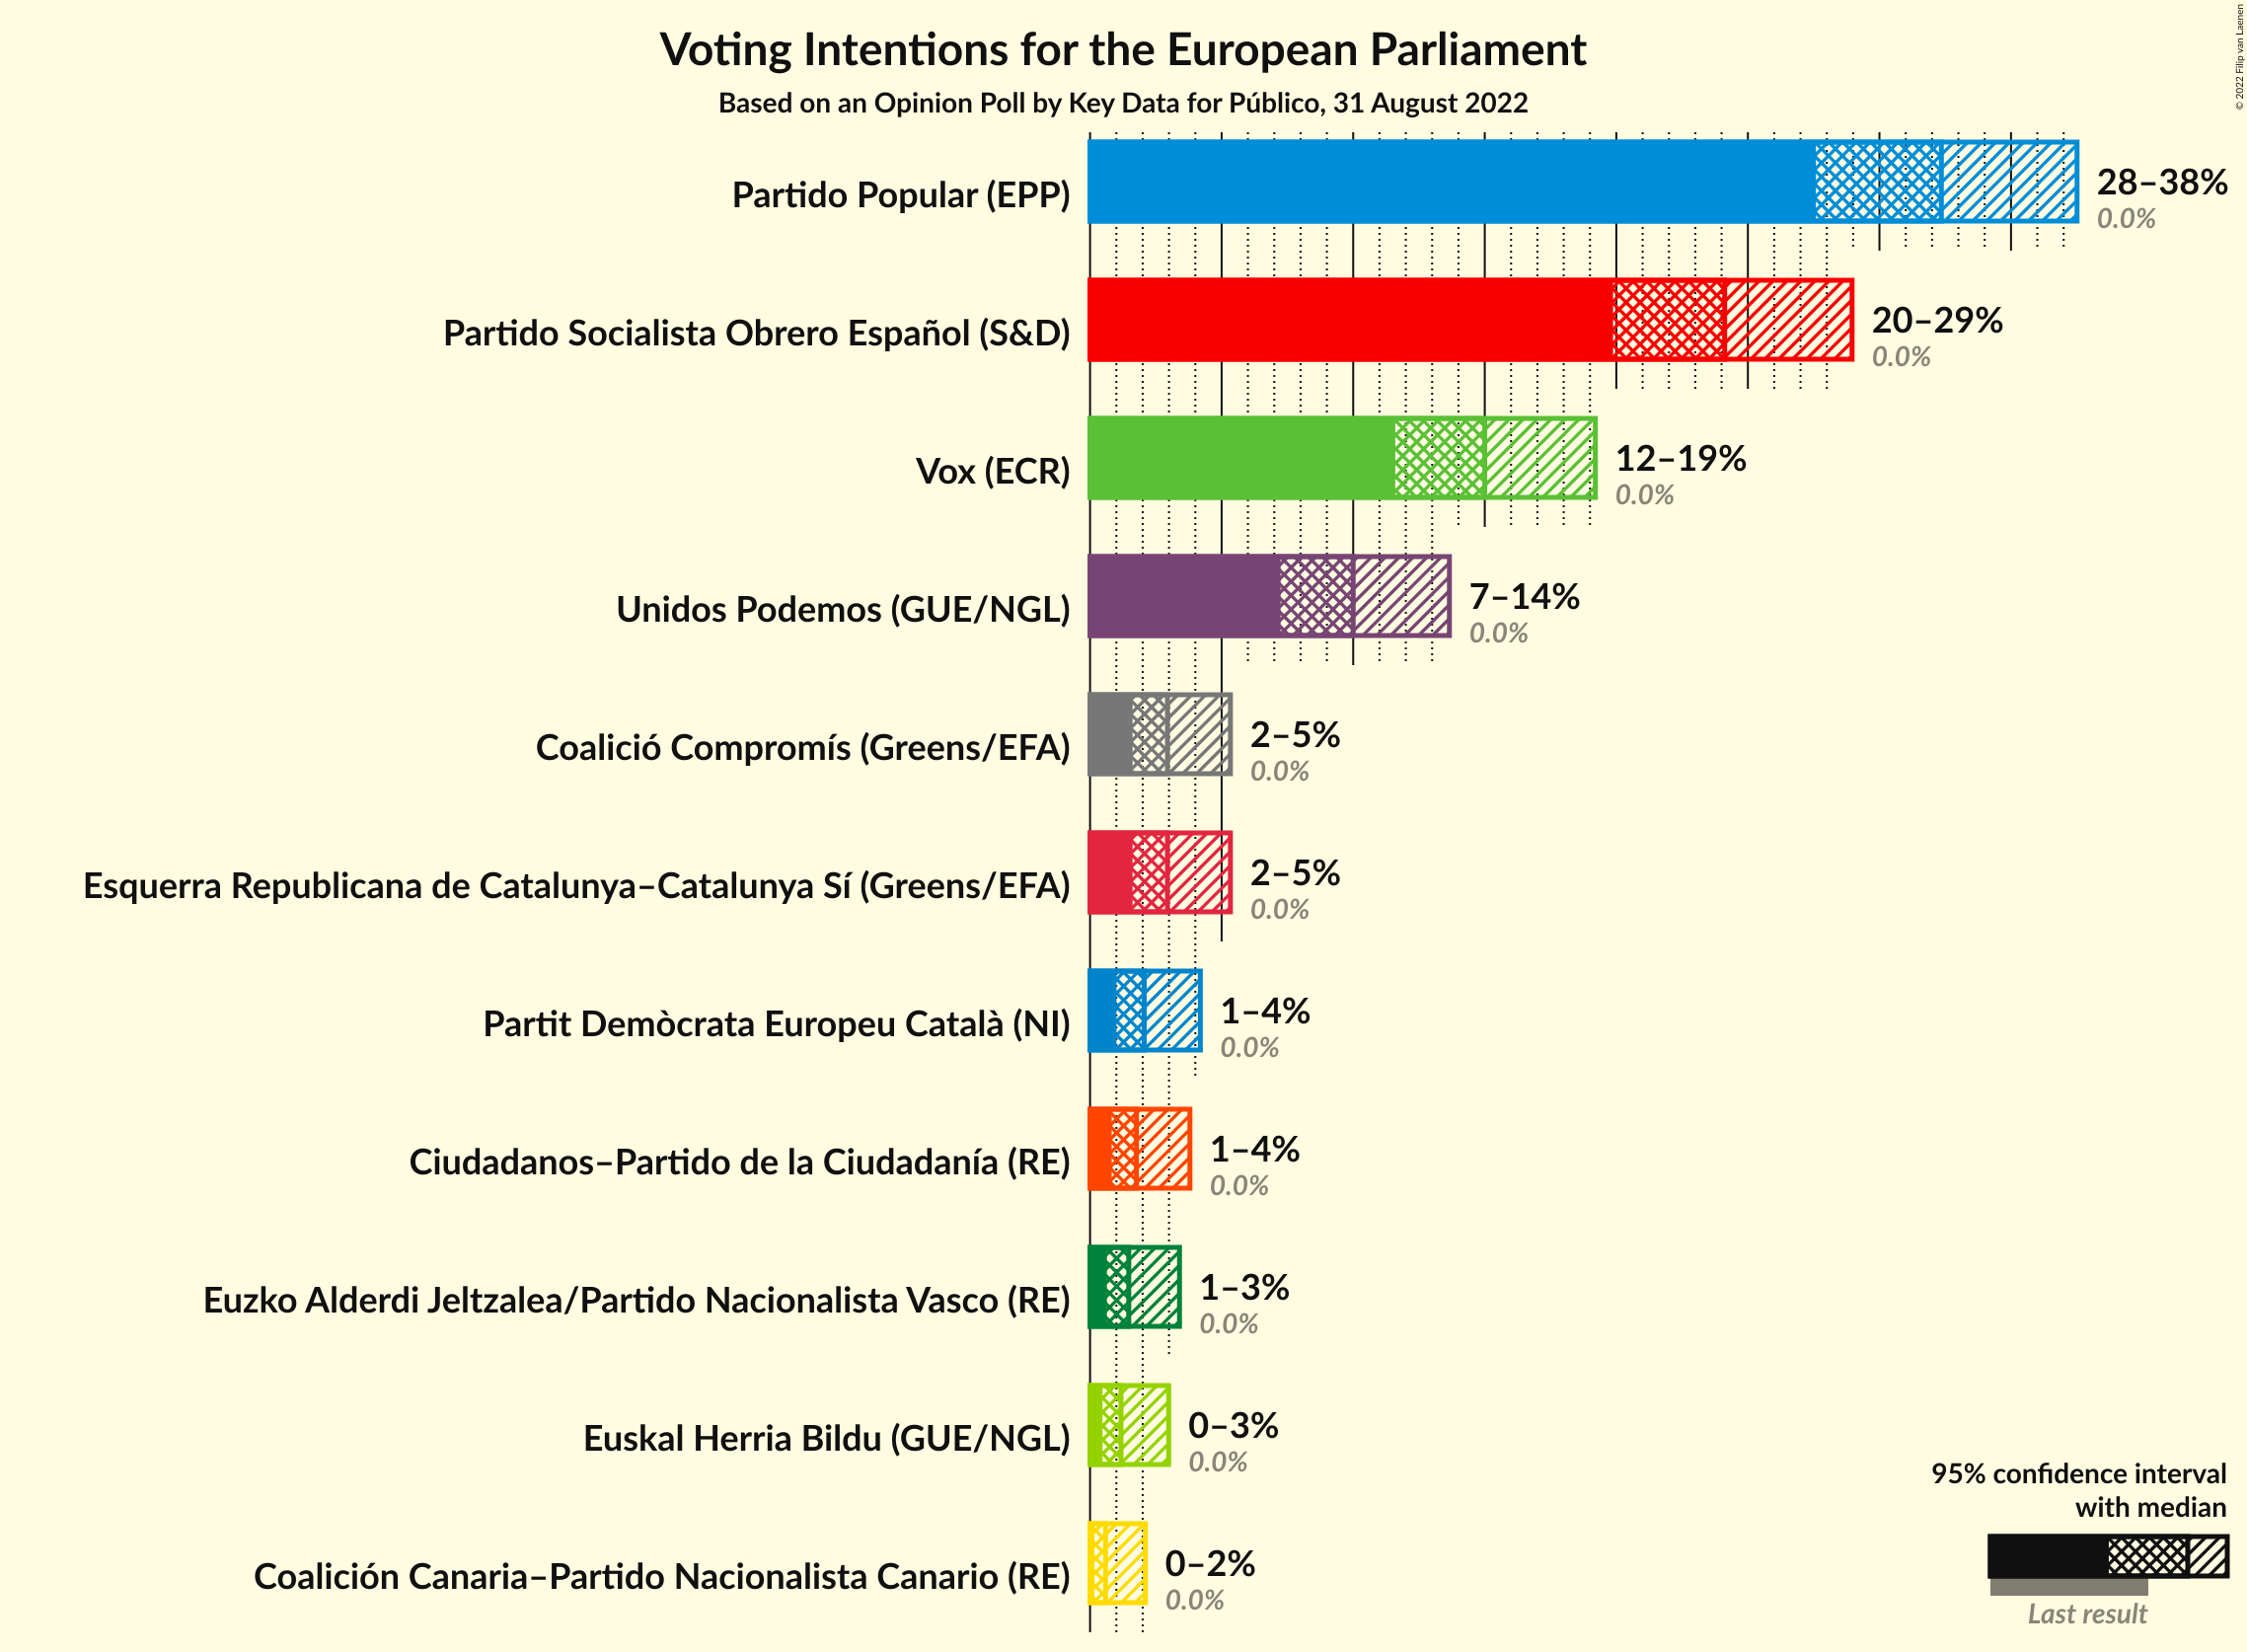 Voting Intentions for the European Parliament
Based on an Opinion Poll by Key Data for Público, 31 August 2022
© 2022 Filip van Laenen
Partido Popular (EPP)
28–38%
0.0%
Partido Socialista Obrero Español (S&D)
20–29%
0.0%
Vox (ECR)
12–19%
0.0%
Unidos Podemos (GUE/NGL)
7–14%
0.0%
Coalició Compromís (Greens/EFA)
2–5%
0.0%
Esquerra Republicana de Catalunya–Catalunya Sí (Greens/EFA)
2–5%
0.0%
Partit Demòcrata Europeu Català (NI)
1–4%
0.0%
Ciudadanos–Partido de la Ciudadanía (RE)
1–4%
0.0%
Euzko Alderdi Jeltzalea/Partido Nacionalista Vasco (RE)
1–3%
0.0%
Euskal Herria Bildu (GUE/NGL)
0–3%
0.0%
Coalición Canaria–Partido Nacionalista Canario (RE)
0–2%
0.0%
95% confidence interval
with median
Last result